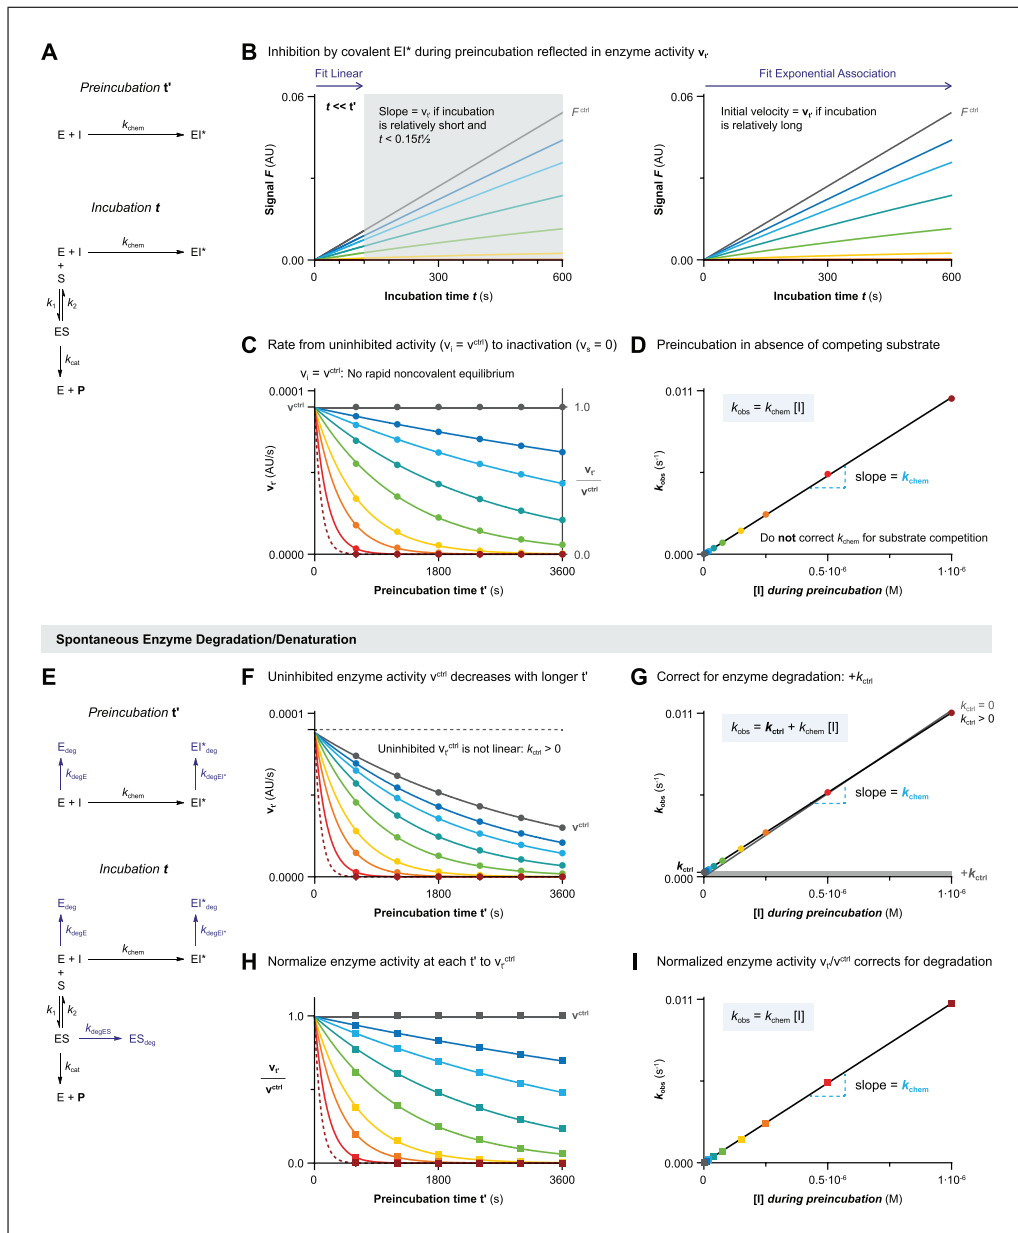 A
Preincubation t'
E + I
kchem
EI*
Incubation t
E + I
kchem
EI*
+
S
k1
k2
ES
kcat
E + P
B Inhibition by covalent EI* during preincubation reflected in enzyme activity vt'
Fit Linear
0.06
t << t'
Slope = vt' if incubation
is relatively short and
t < 0.15t½
F ctrl
Signal F (AU)
0.00
0
300
600
Incubation time t (s)
Fit Exponential Association
0.06
Initial velocity = vt' if incubation
is relatively long
F ctrl
Signal F (AU)
0.00
0
300
600
Incubation time t (s)
C Rate from uninhibited activity (vi = vctrl) to inactivation (vs = 0)
vi = vctrl: No rapid noncovalent equilibrium
0.0001
vctrl
1.0
vt' (AU/s)
vt'
vctrl
0.0000
0.0
0
1800
3600
Preincubation time t' (s)
D Preincubation in absence of competing substrate
0.011
kobs = kchem [I]
kobs (s-1)
slope = kchem
Do not correct kchem for substrate competition
0.000
0
0.5·10-6
1·10-6
[I] during preincubation (M)
Spontaneous Enzyme Degradation/Denaturation
E
Preincubation t'
Edeg
EI*deg
kdegE
kdegEI*
E + I
kchem
EI*
Incubation t
Edeg
EI*deg
kdegE
kdegEI*
E + I
kchem
EI*
+
S
k1
k2
kdegES
ES
ESdeg
kcat
E + P
F Uninhibited enzyme activity vctrl decreases with longer t'
0.0001
Uninhibited vt'ctrl is not linear: kctrl > 0
vt' (AU/s)
vctrl
0.0000
0
1800
3600
Preincubation time t' (s)
G Correct for enzyme degradation: +kctrl
0.011
kctrl = 0
kctrl > 0
kobs = kctrl + kchem [I]
kobs (s-1)
slope = kchem
kctrl
0.000
+kctrl
0
0.5·10-6
1·10-6
[I] during preincubation (M)
H Normalize enzyme activity at each t' to vt'ctrl
1.0
vctrl
vt'
vctrl
0.0
0
1800
3600
Preincubation time t' (s)
I Normalized enzyme activity vt'/vctrl corrects for degradation
0.011
kobs = kchem [I]
kobs (s-1)
slope = kchem
0.000
0
0.5·10-6
1·10-6
[I] during preincubation (M)